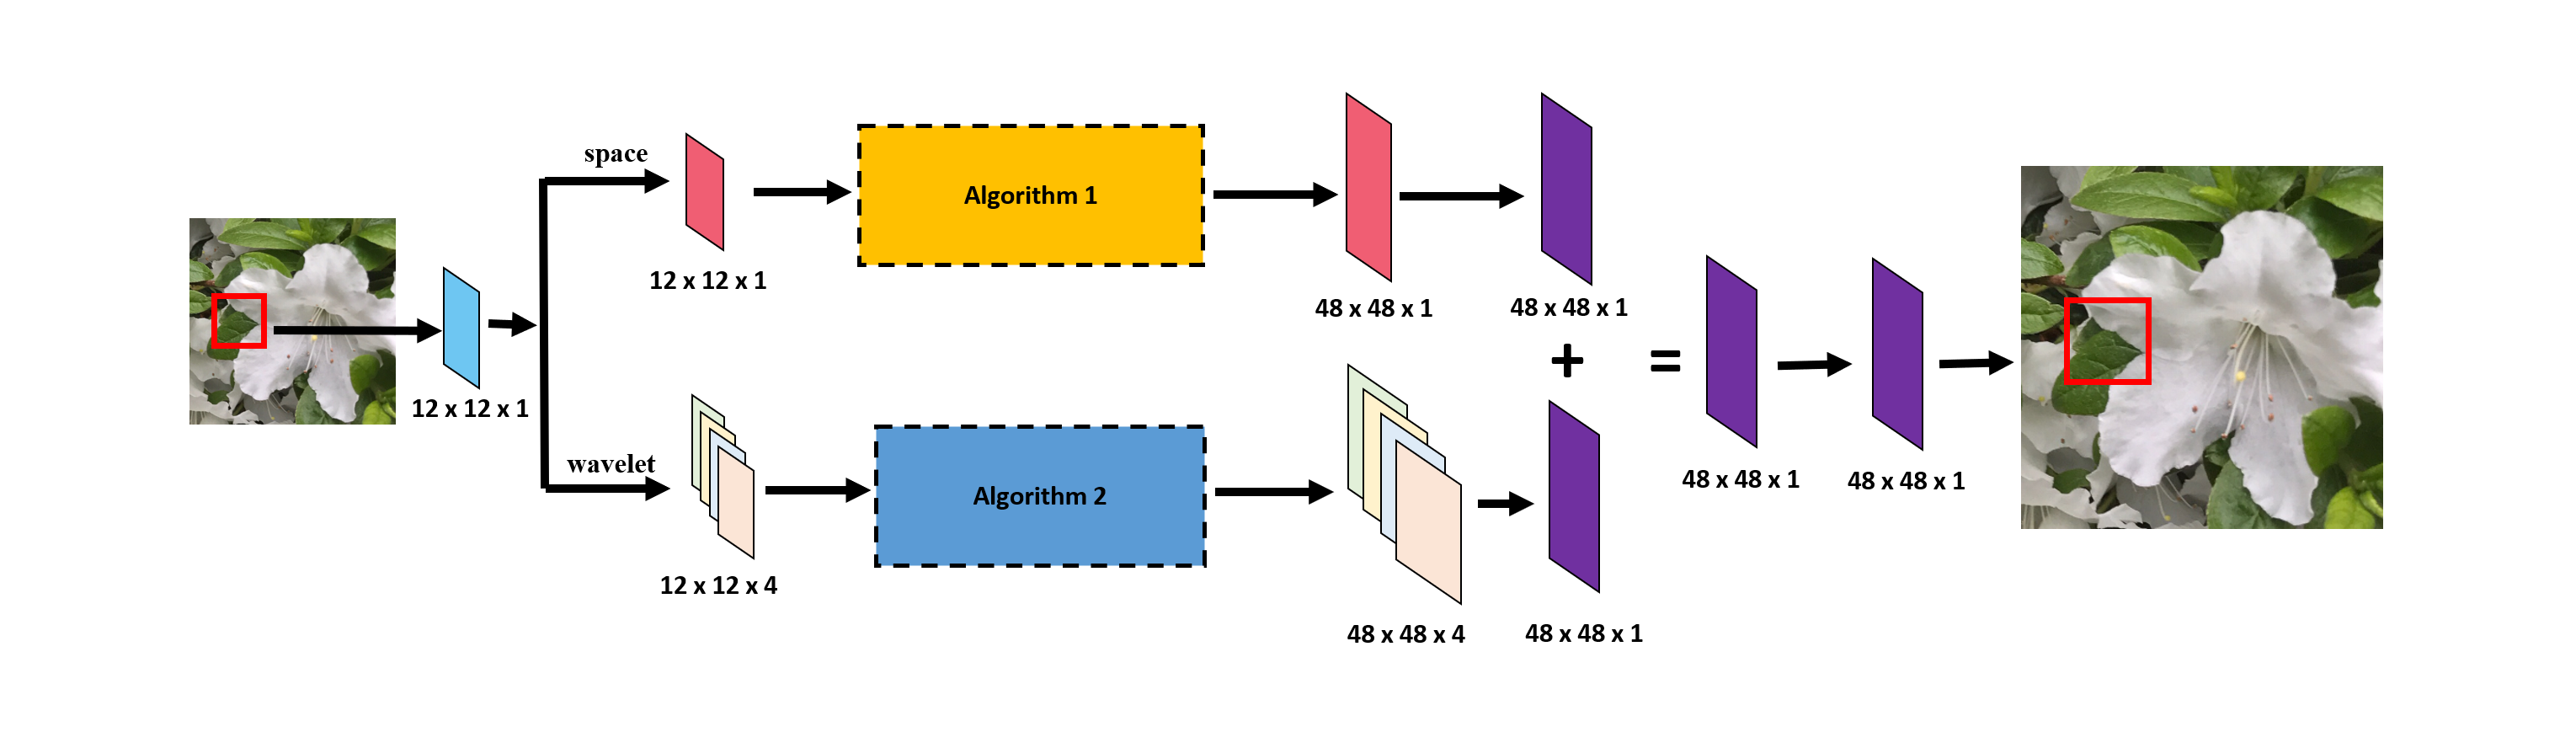 space
12 x 12 x 1
Algorithm 1
48 x 48 x 1
48 x 48 x 1
12 x 12 x 1
+
=
48 x 48 x 1
48 x 48 x 1
wavelet
12 x 12 x 4
Algorithm 2
48 x 48 x 4
48 x 48 x 1